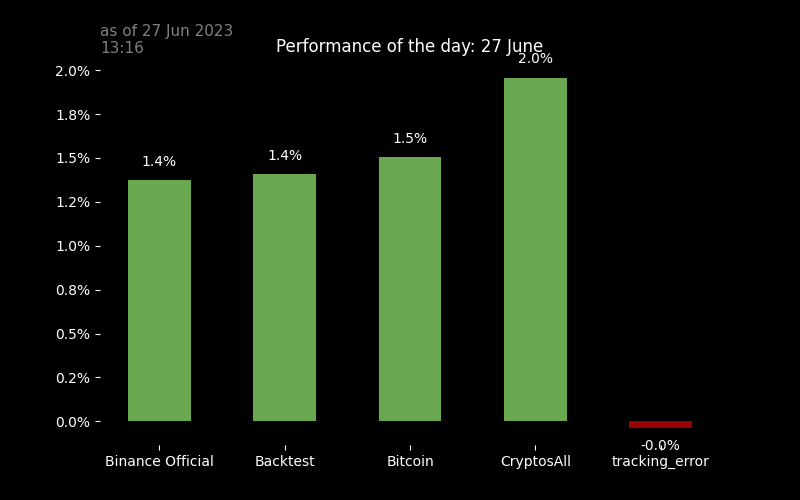 as of 27 Jun 2023
13:16
Performance of the day: 27 June
2.0%
2.0%
1.8%
1.5%
1.5%
1.4%
1.4%
1.2%
1.0%
0.8%
0.5%
0.2%
0.0%
-0.0%
Binance Official
Backtest
Bitcoin
CryptosAll
tracking_error